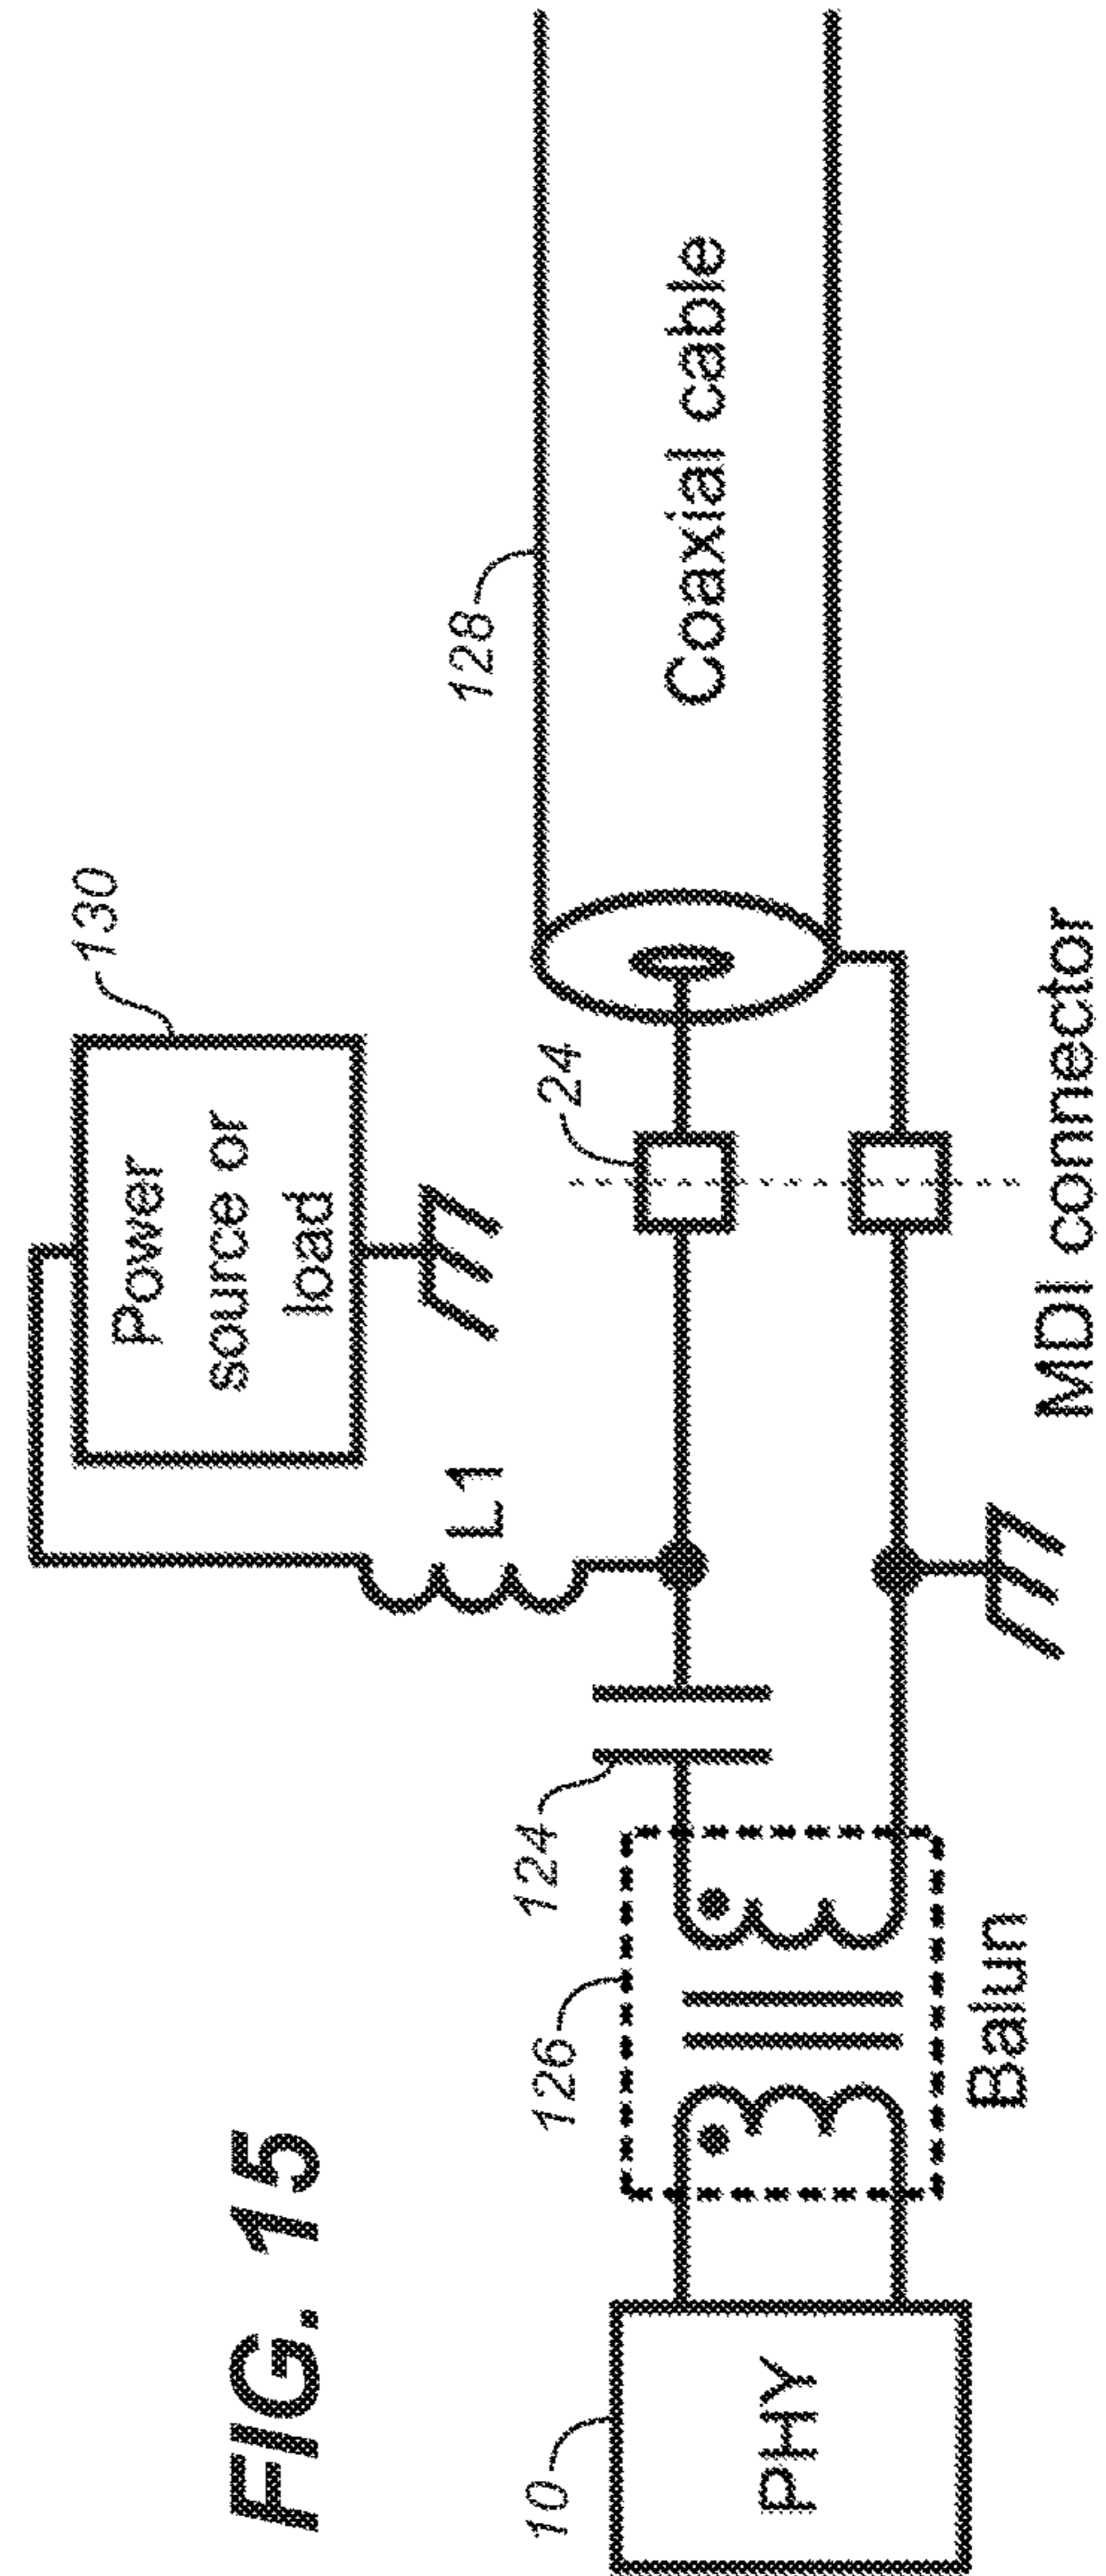 FIG. 15
10
PHY
126
Balun
124
L1
130
Power
source or
load
24
MDI connector
128
Coaxial cable